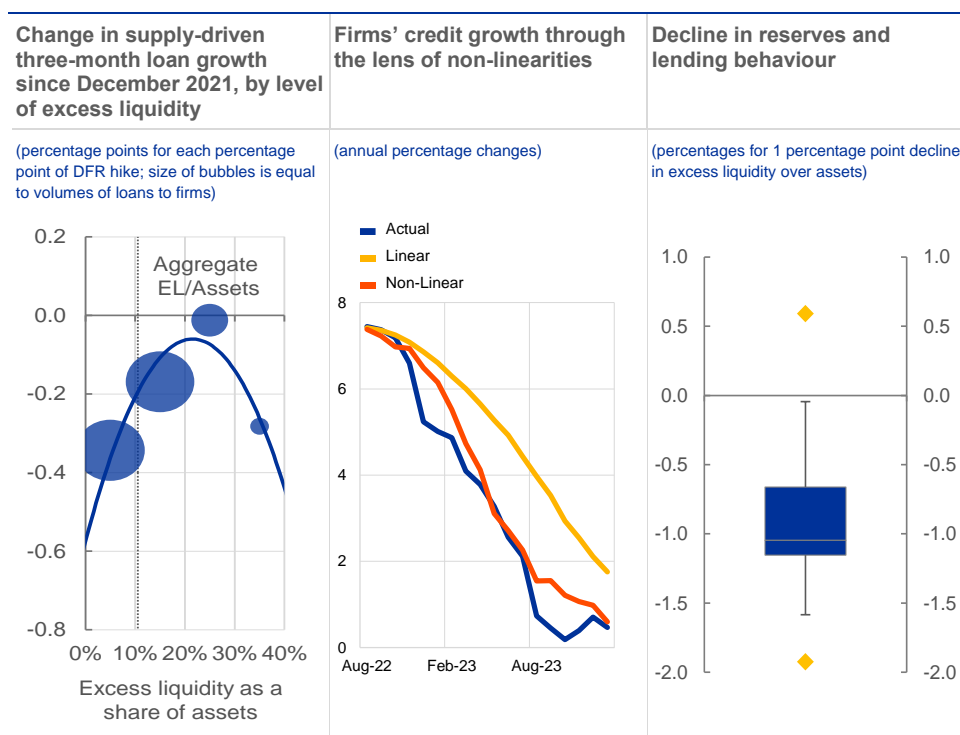 Change in supply-driven
three-month loan growth
since December 2021, by level
of excess liquidity
(percentage points for each percentage
point of DFR hike; size of bubbles is equal
to volumes of loans to firms)
0.2
0.0
-0.2
-0.4
-0.6
-0.8
Aggregate
EL/Assets
0% 10% 20% 30% 40%
Excess liquidity as a
share of assets
Firms’ credit growth through
the lens of non-linearities
(annual percentage changes)
Actual
Linear
Non-Linear
8
6
4
2
0
Aug-22 Feb-23 Aug-23
Decline in reserves and
lending behaviour
(percentages for 1 percentage point decline
in excess liquidity over assets)
1.0 1.0
0.5 0.5
0.0 0.0
-0.5 -0.5
-1.0 -1.0
-1.5 -1.5
-2.0 -2.0